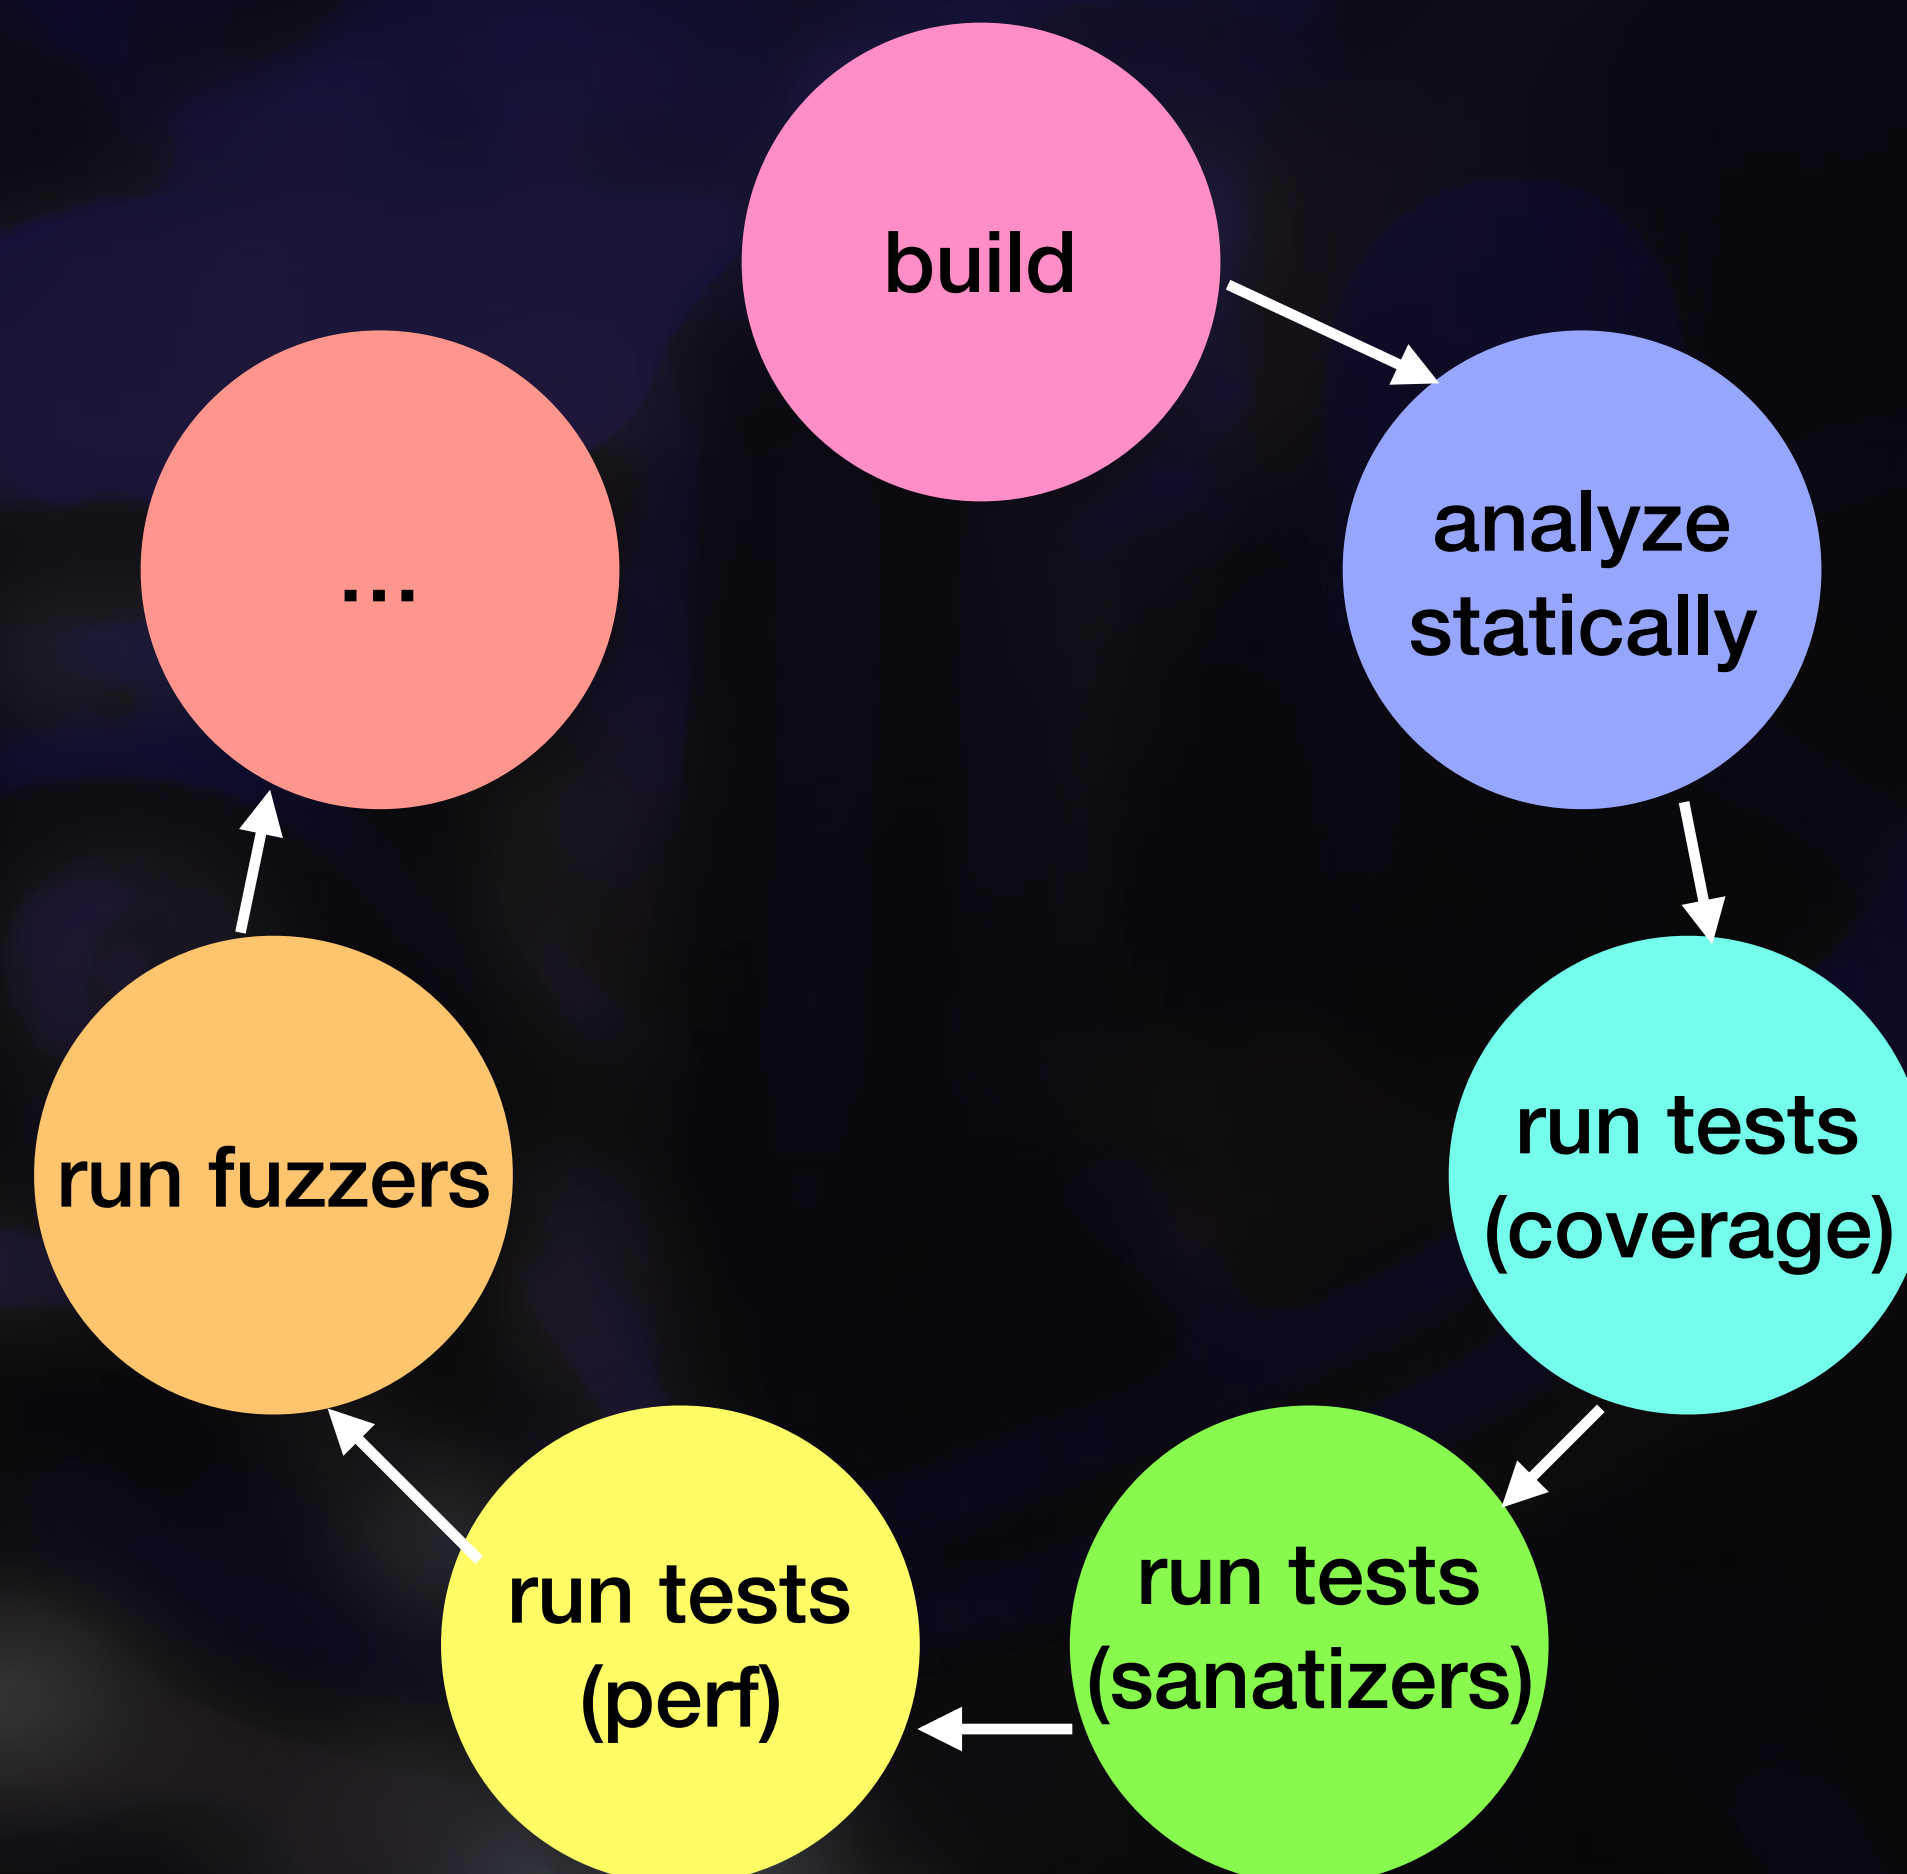 build
analyze
statically
run tests
(coverage)
run tests
(sanatizers)
run tests
(perf)
run fuzzers
...